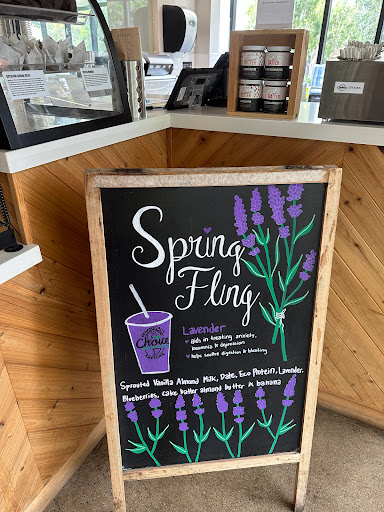 Spring
Fling
Lavender
aids in treating anxiety,
insomnia & depression
helps soothe digestion & bloating
Choice
Sprouted Vanilla Almond Milk, Date, Eco Protein, Lavender,
Blueberries, Cake batter almond butter & banana